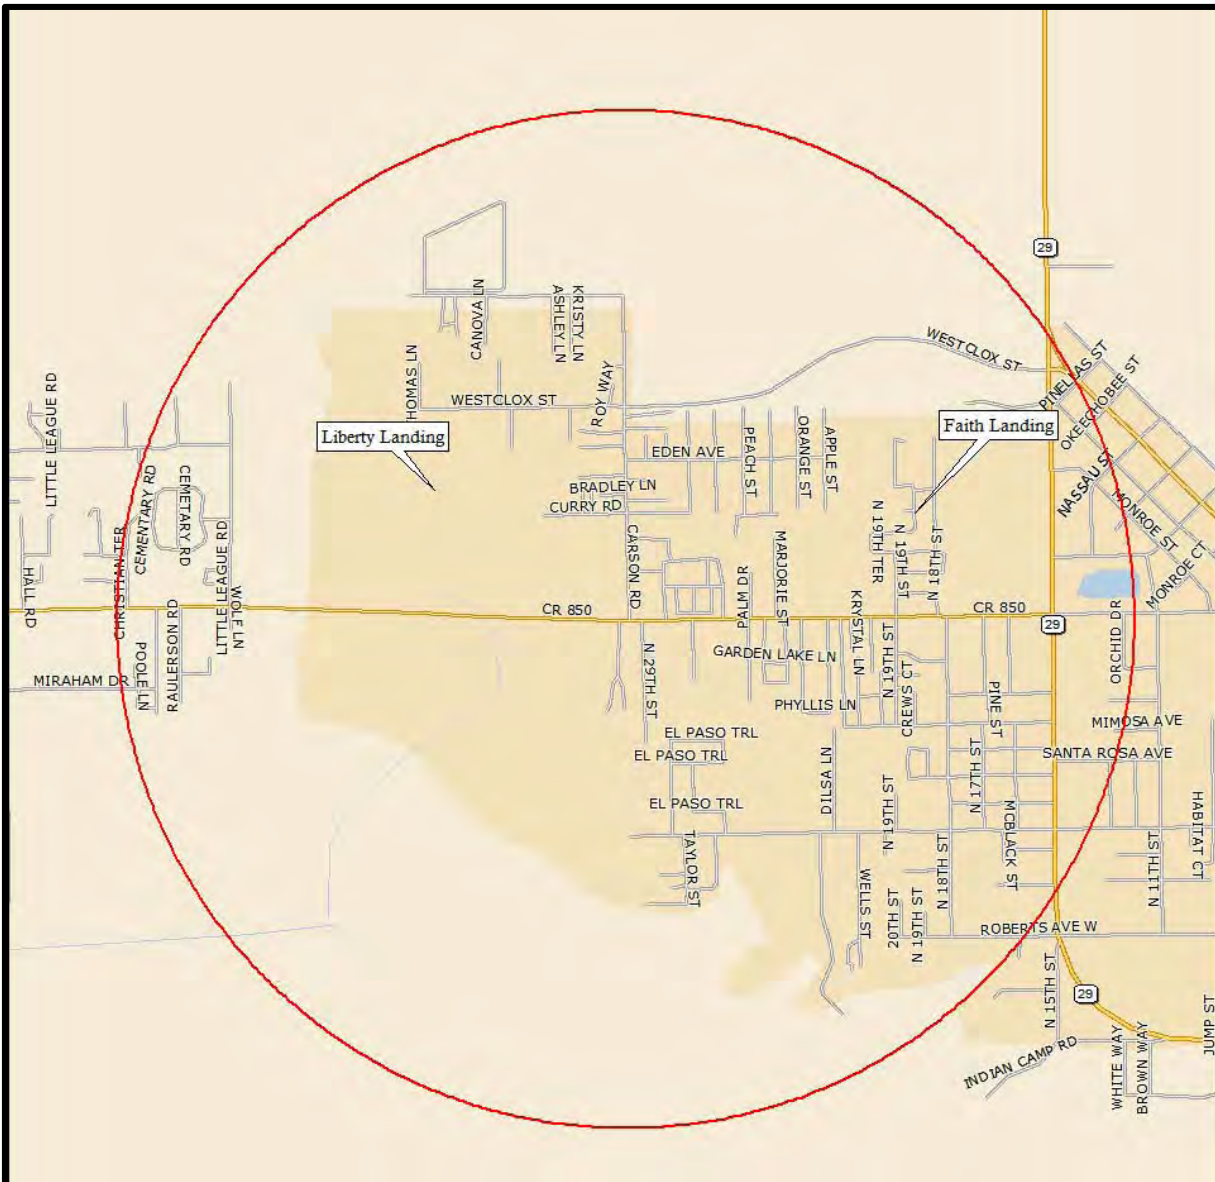 29
WESTCLOX ST
PINELLAS ST
OKEECHOBEE ST
CANOVA LN
ASHLEY LN
KRISTY LN
HOMAS LN
ROY WAY
WESTCLOX ST
LITTLE LEAGUE RD
Liberty Landing
Faith Landing
EDEN AVE
PEACH ST
ORANGE ST
APPLE ST
NASSAU ST
MONROE ST
MONROE CT
CEMENTARY RD
CEMETARY RD
BRADLEY LN
CURRY RD
N 19TH TER
N 19TH ST
N 18TH ST
CARSON RD
MARJORIE ST
PALM DR
HALL RD
CHRISTIAN TER
LITTLE LEAGUE RD
WOLF LN
CR 850
CR 850
29
ORCHID DR
KRYSTAL LN
N 19TH ST
MIRAHAM DR
POOLE LN
RAULERSON RD
N 29TH ST
GARDEN LAKE LN
PHYLLIS LN
CREWS CT
PINE ST
MIMOSA AVE
EL PASO TRL
EL PASO TRL
SANTA ROSA AVE
DILSA LN
N 19TH ST
N 17TH ST
EL PASO TRL
MCBLACK ST
HABITAT CT
TAYLOR ST
WELLS ST
N 18TH ST
N 11TH ST
20TH ST
N 19TH ST
ROBERTS AVE W
N 15TH ST
29
JUMP ST
INDIAN CAMP RD
WHITE WAY
BROWN WAY